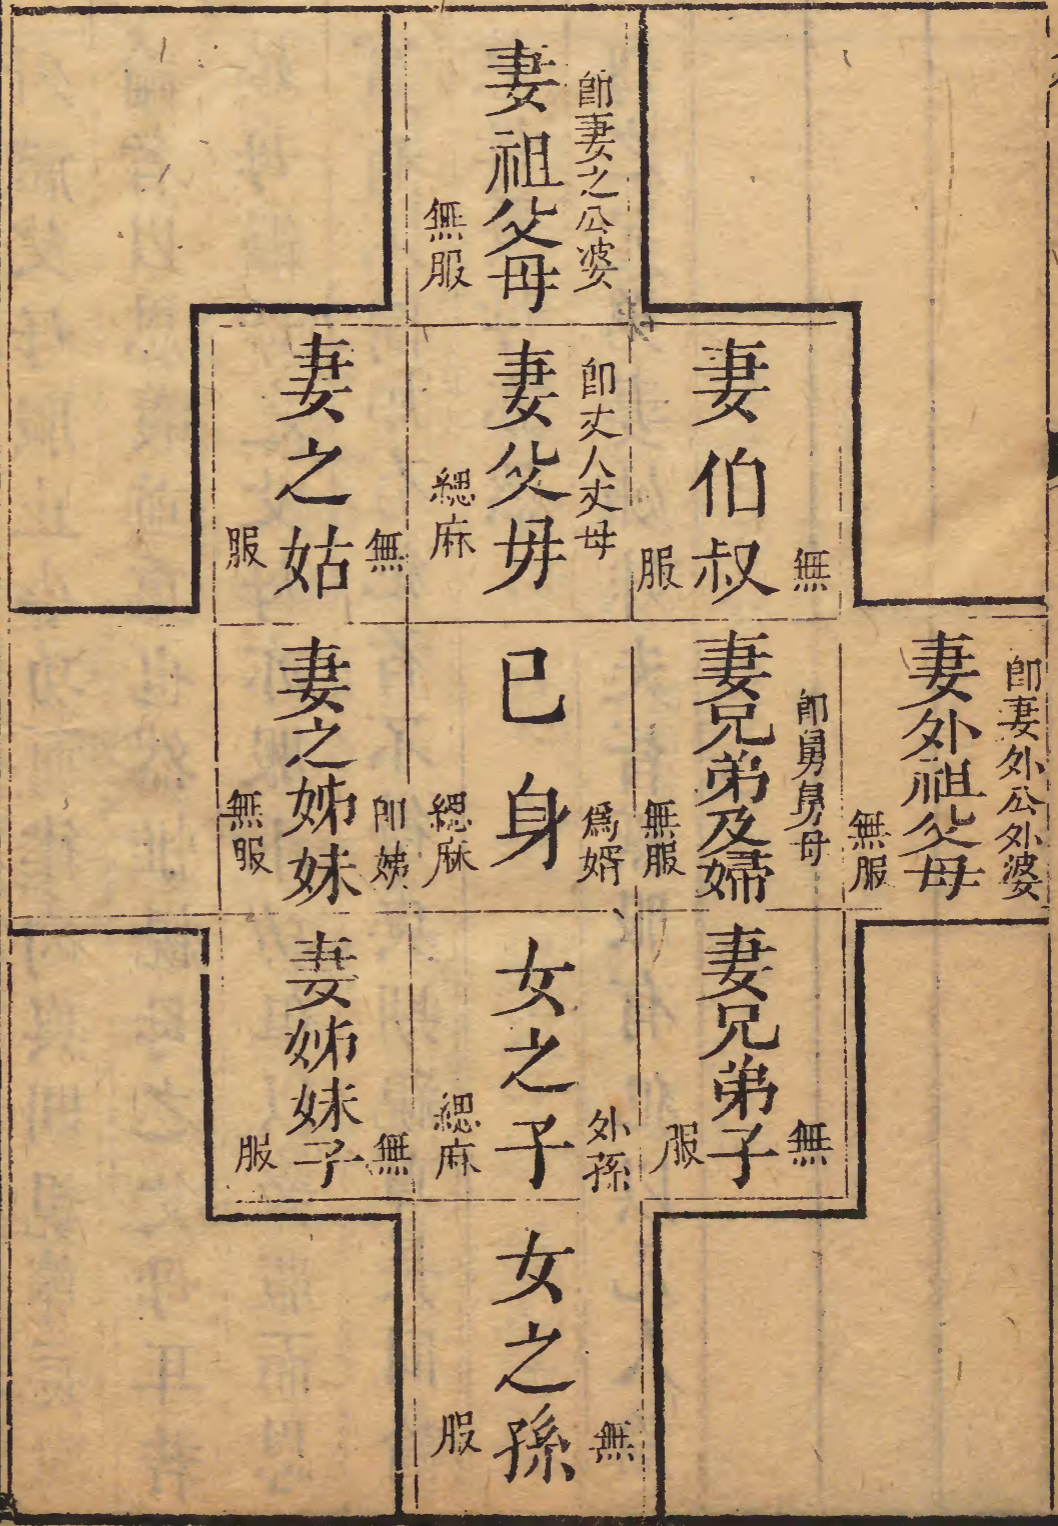 即妻之公婆
妻祖父母
無服
妻伯叔
無服
即丈人丈母
妻父母
緦麻
妻之姑
無服
即妻外公外婆
妻外祖父母
無服
即舅舅母
妻兄弟及婦
無服
為婿
己身
緦麻
即姨
妻之姊妹
無服
妻兄弟子
無服
外孫
女之子
緦麻
妻姊妹子
無服
女之孫
無服